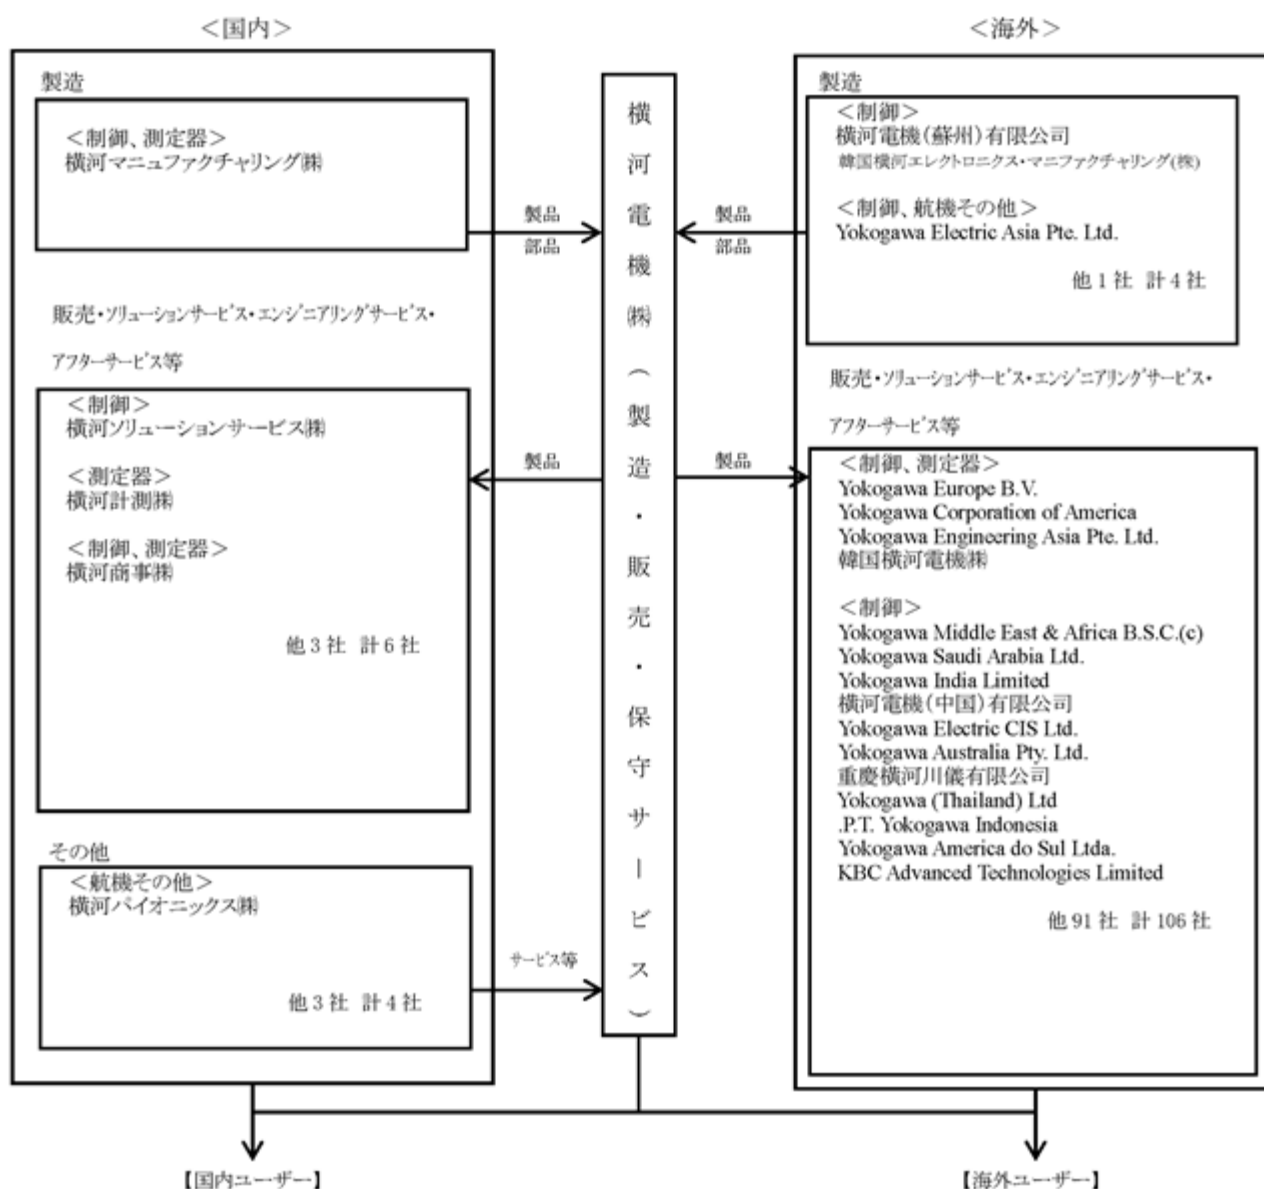 ＜国内＞
製造
＜制御、測定器＞
横河マニュファクチャリング㈱
販売・ソリューションサービス・エンジニアリングサービス・
アフターサービス等
＜制御＞
横河ソリューションサービス㈱
＜測定器＞
横河計測㈱
＜制御、測定器＞
横河商事㈱
他 3 社 計 6 社
その他
＜航機その他＞
横河パイオニックス㈱
他 3 社 計 4 社
製品
部品
製品
サービス等
横河電機㈱（製造・販売・保守サービス）
製品
部品
製品
＜海外＞
製造
＜制御＞
横河電機(蘇州)有限公司
韓国横河エレクトロニクス・マニファクチャリング(株)
＜制御、航機その他＞
Yokogawa Electric Asia Pte. Ltd.
他 1 社 計 4 社
販売・ソリューションサービス・エンジニアリングサービス・
アフターサービス等
＜制御、測定器＞
Yokogawa Europe B.V.
Yokogawa Corporation of America
Yokogawa Engineering Asia Pte. Ltd.
韓国横河電機㈱
＜制御＞
Yokogawa Middle East & Africa B.S.C.(c)
Yokogawa Saudi Arabia Ltd.
Yokogawa India Limited
横河電機(中国)有限公司
Yokogawa Electric CIS Ltd.
Yokogawa Australia Pty. Ltd.
重慶横河川儀有限公司
Yokogawa (Thailand) Ltd
.P.T. Yokogawa Indonesia
Yokogawa America do Sul Ltda.
KBC Advanced Technologies Limited
他 91 社 計 106 社
【国内ユーザー】
【海外ユーザー】